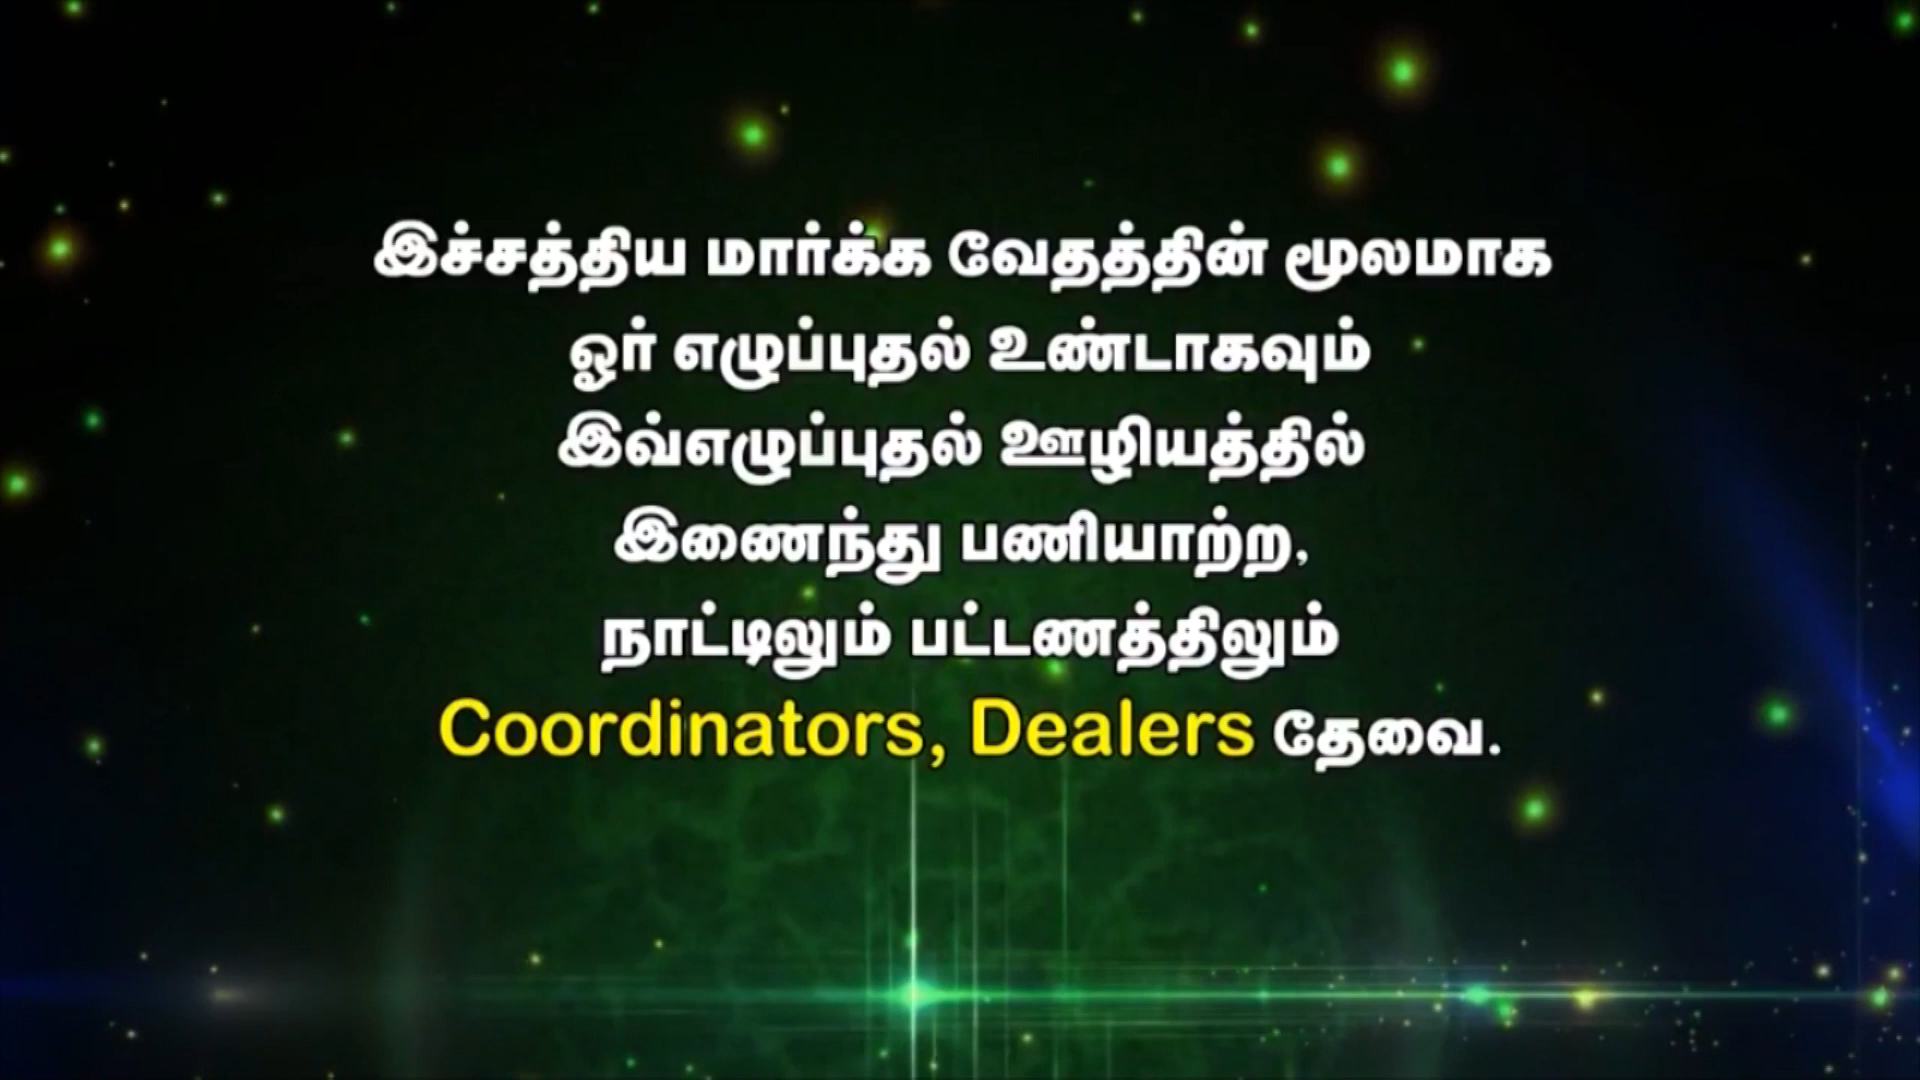 இச்சத்திய மார்க்க வேதத்தின் மூலமாக
ஓர் எழுப்புதல் உண்டாகவும்
இவ்எழுப்புதல் ஊழியத்தில்
இணைந்து பணியாற்ற,
நாட்டிலும் பட்டணத்திலும்
Coordinators, Dealers தேவை.